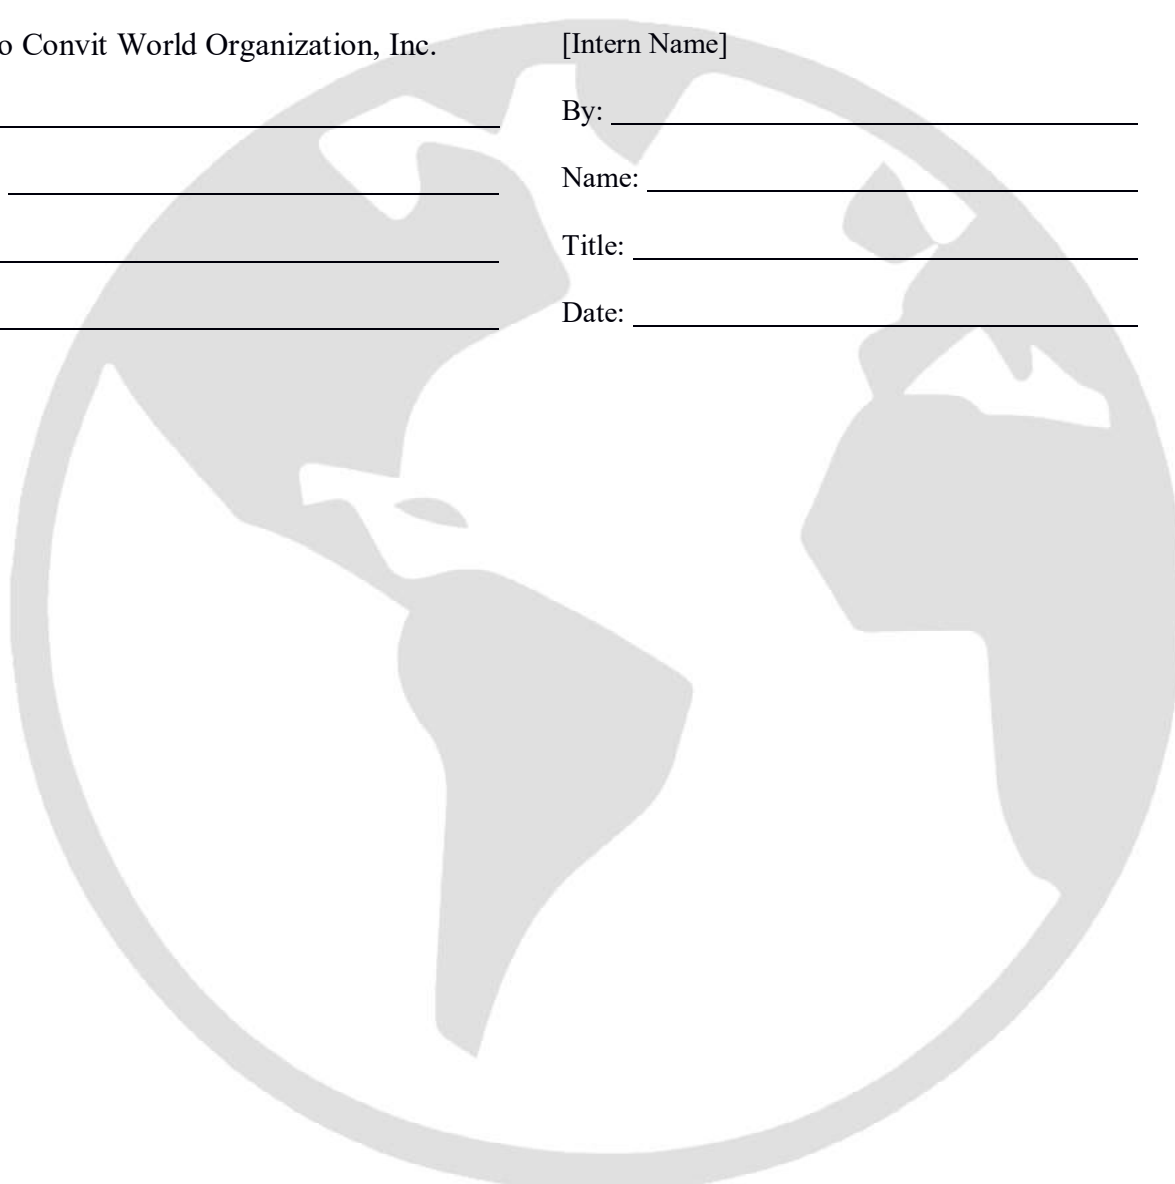 o Convit World Organization, Inc.
[Intern Name]
By:
Name:
Title:
Date: